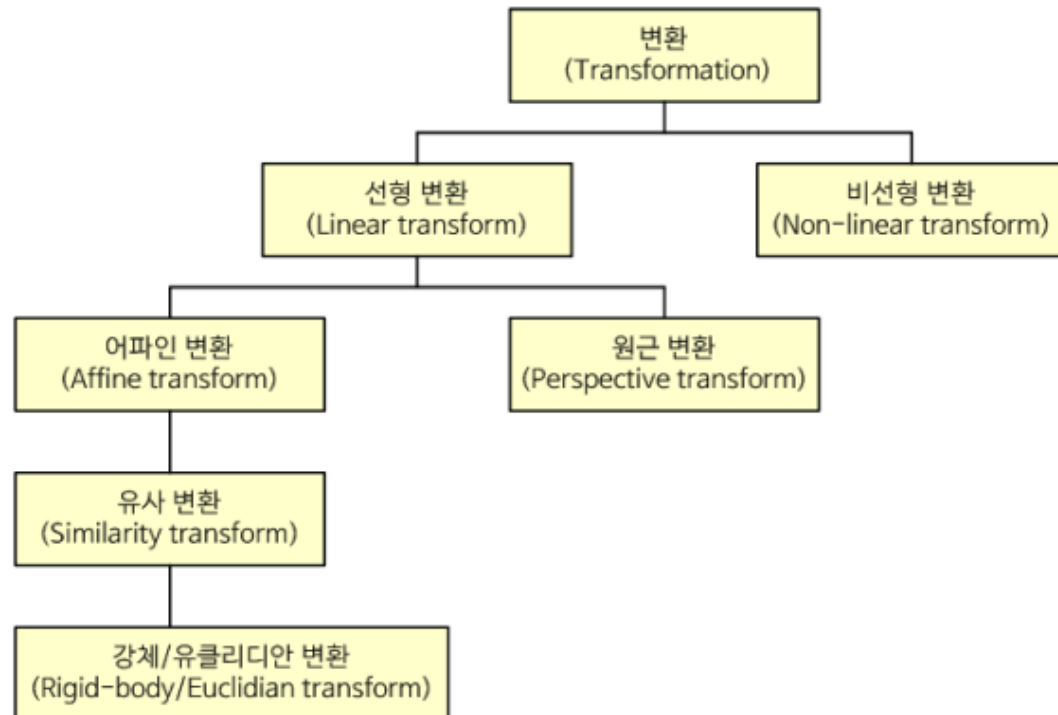 변환
(Transformation)
선형 변환
(Linear transform)
비선형 변환
(Non-linear transform)
어파인 변환
(Affine transform)
원근 변환
(Perspective transform)
유사 변환
(Similarity transform)
강체/유클리디안 변환
(Rigid-body/Euclidian transform)